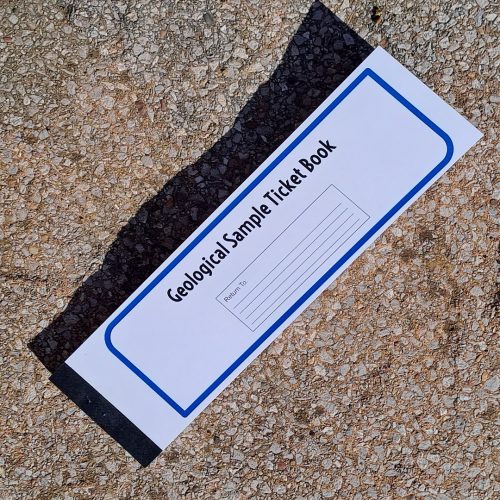 Geological Sample Ticket Book
Return To: